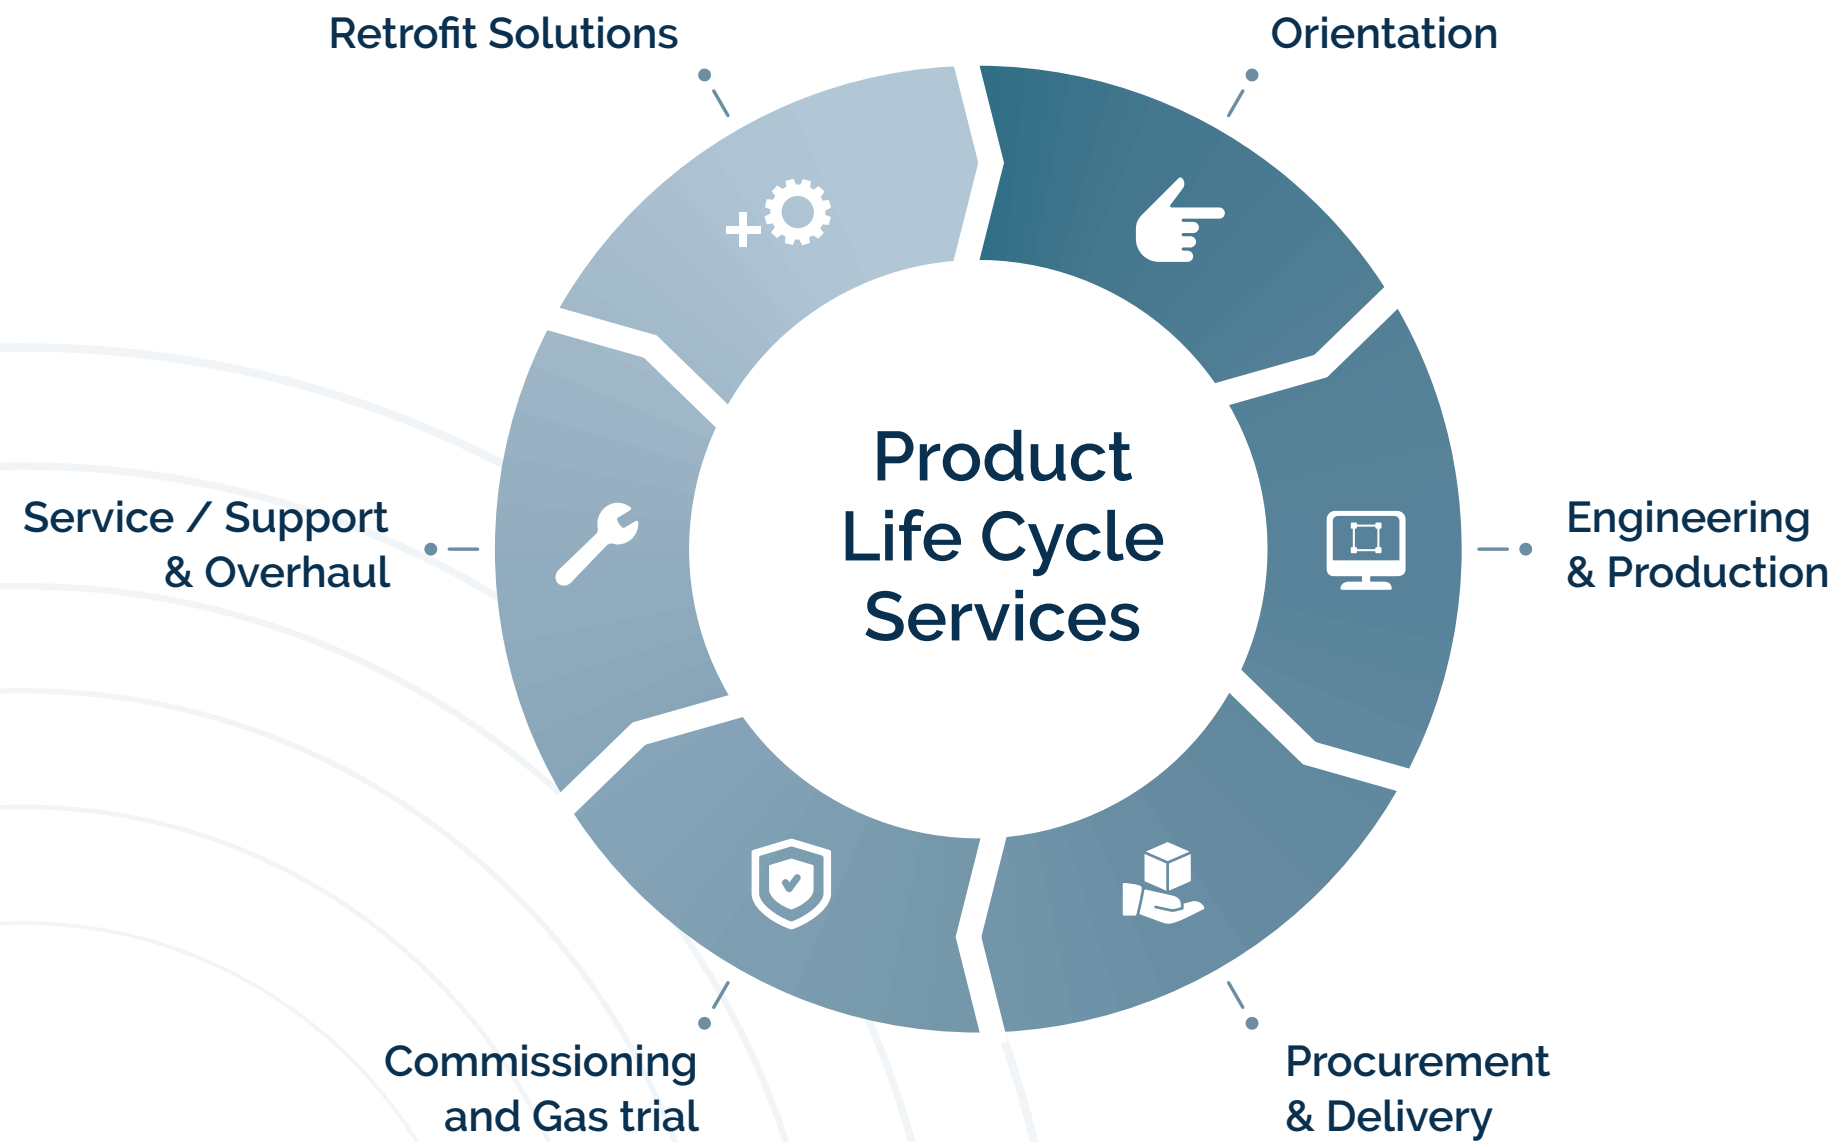 Retrofit Solutions
Orientation
Product
Life Cycle
Services
Service / Support
& Overhaul
Engineering
& Production
Commissioning
and Gas trial
Procurement
& Delivery